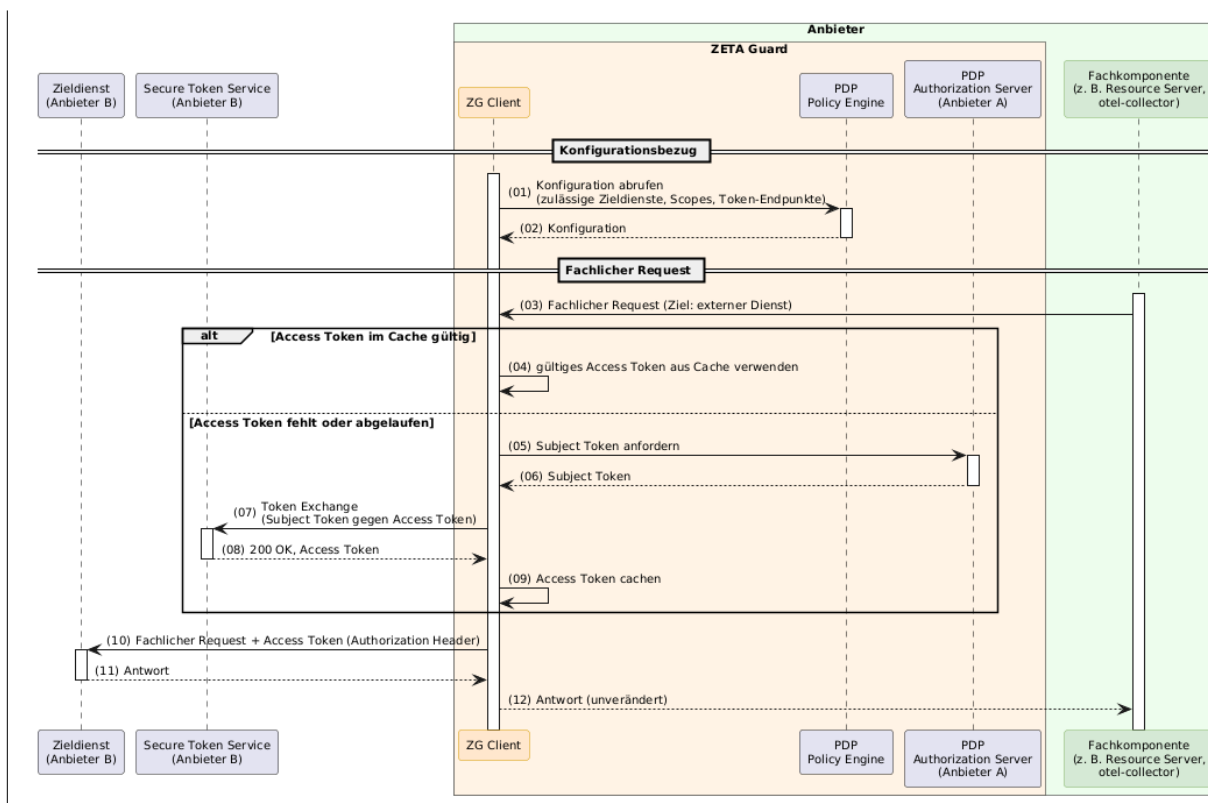 Anbieter
ZETA Guard
Zieldienst
(Anbieter B)
Secure Token Service
(Anbieter B)
ZG Client
PDP
Policy Engine
PDP
Authorization Server
(Anbieter A)
Fachkomponente
(z. B. Resource Server,
otel-collector)
Konfigurationsbezug
(01) Konfiguration abrufen
(zulässige Zieldienste, Scopes, Token-Endpunkte)
(02) Konfiguration
Fachlicher Request
(03) Fachlicher Request (Ziel: externer Dienst)
alt [Access Token im Cache gültig]
(04) gültiges Access Token aus Cache verwenden
[Access Token fehlt oder abgelaufen]
(05) Subject Token anfordern
(06) Subject Token
(07) Token Exchange
(Subject Token gegen Access Token)
(08) 200 OK, Access Token
(09) Access Token cachen
(10) Fachlicher Request + Access Token (Authorization Header)
(11) Antwort
(12) Antwort (unverändert)
Zieldienst
(Anbieter B)
Secure Token Service
(Anbieter B)
ZG Client
PDP
Policy Engine
PDP
Authorization Server
(Anbieter A)
Fachkomponente
(z. B. Resource Server,
otel-collector)